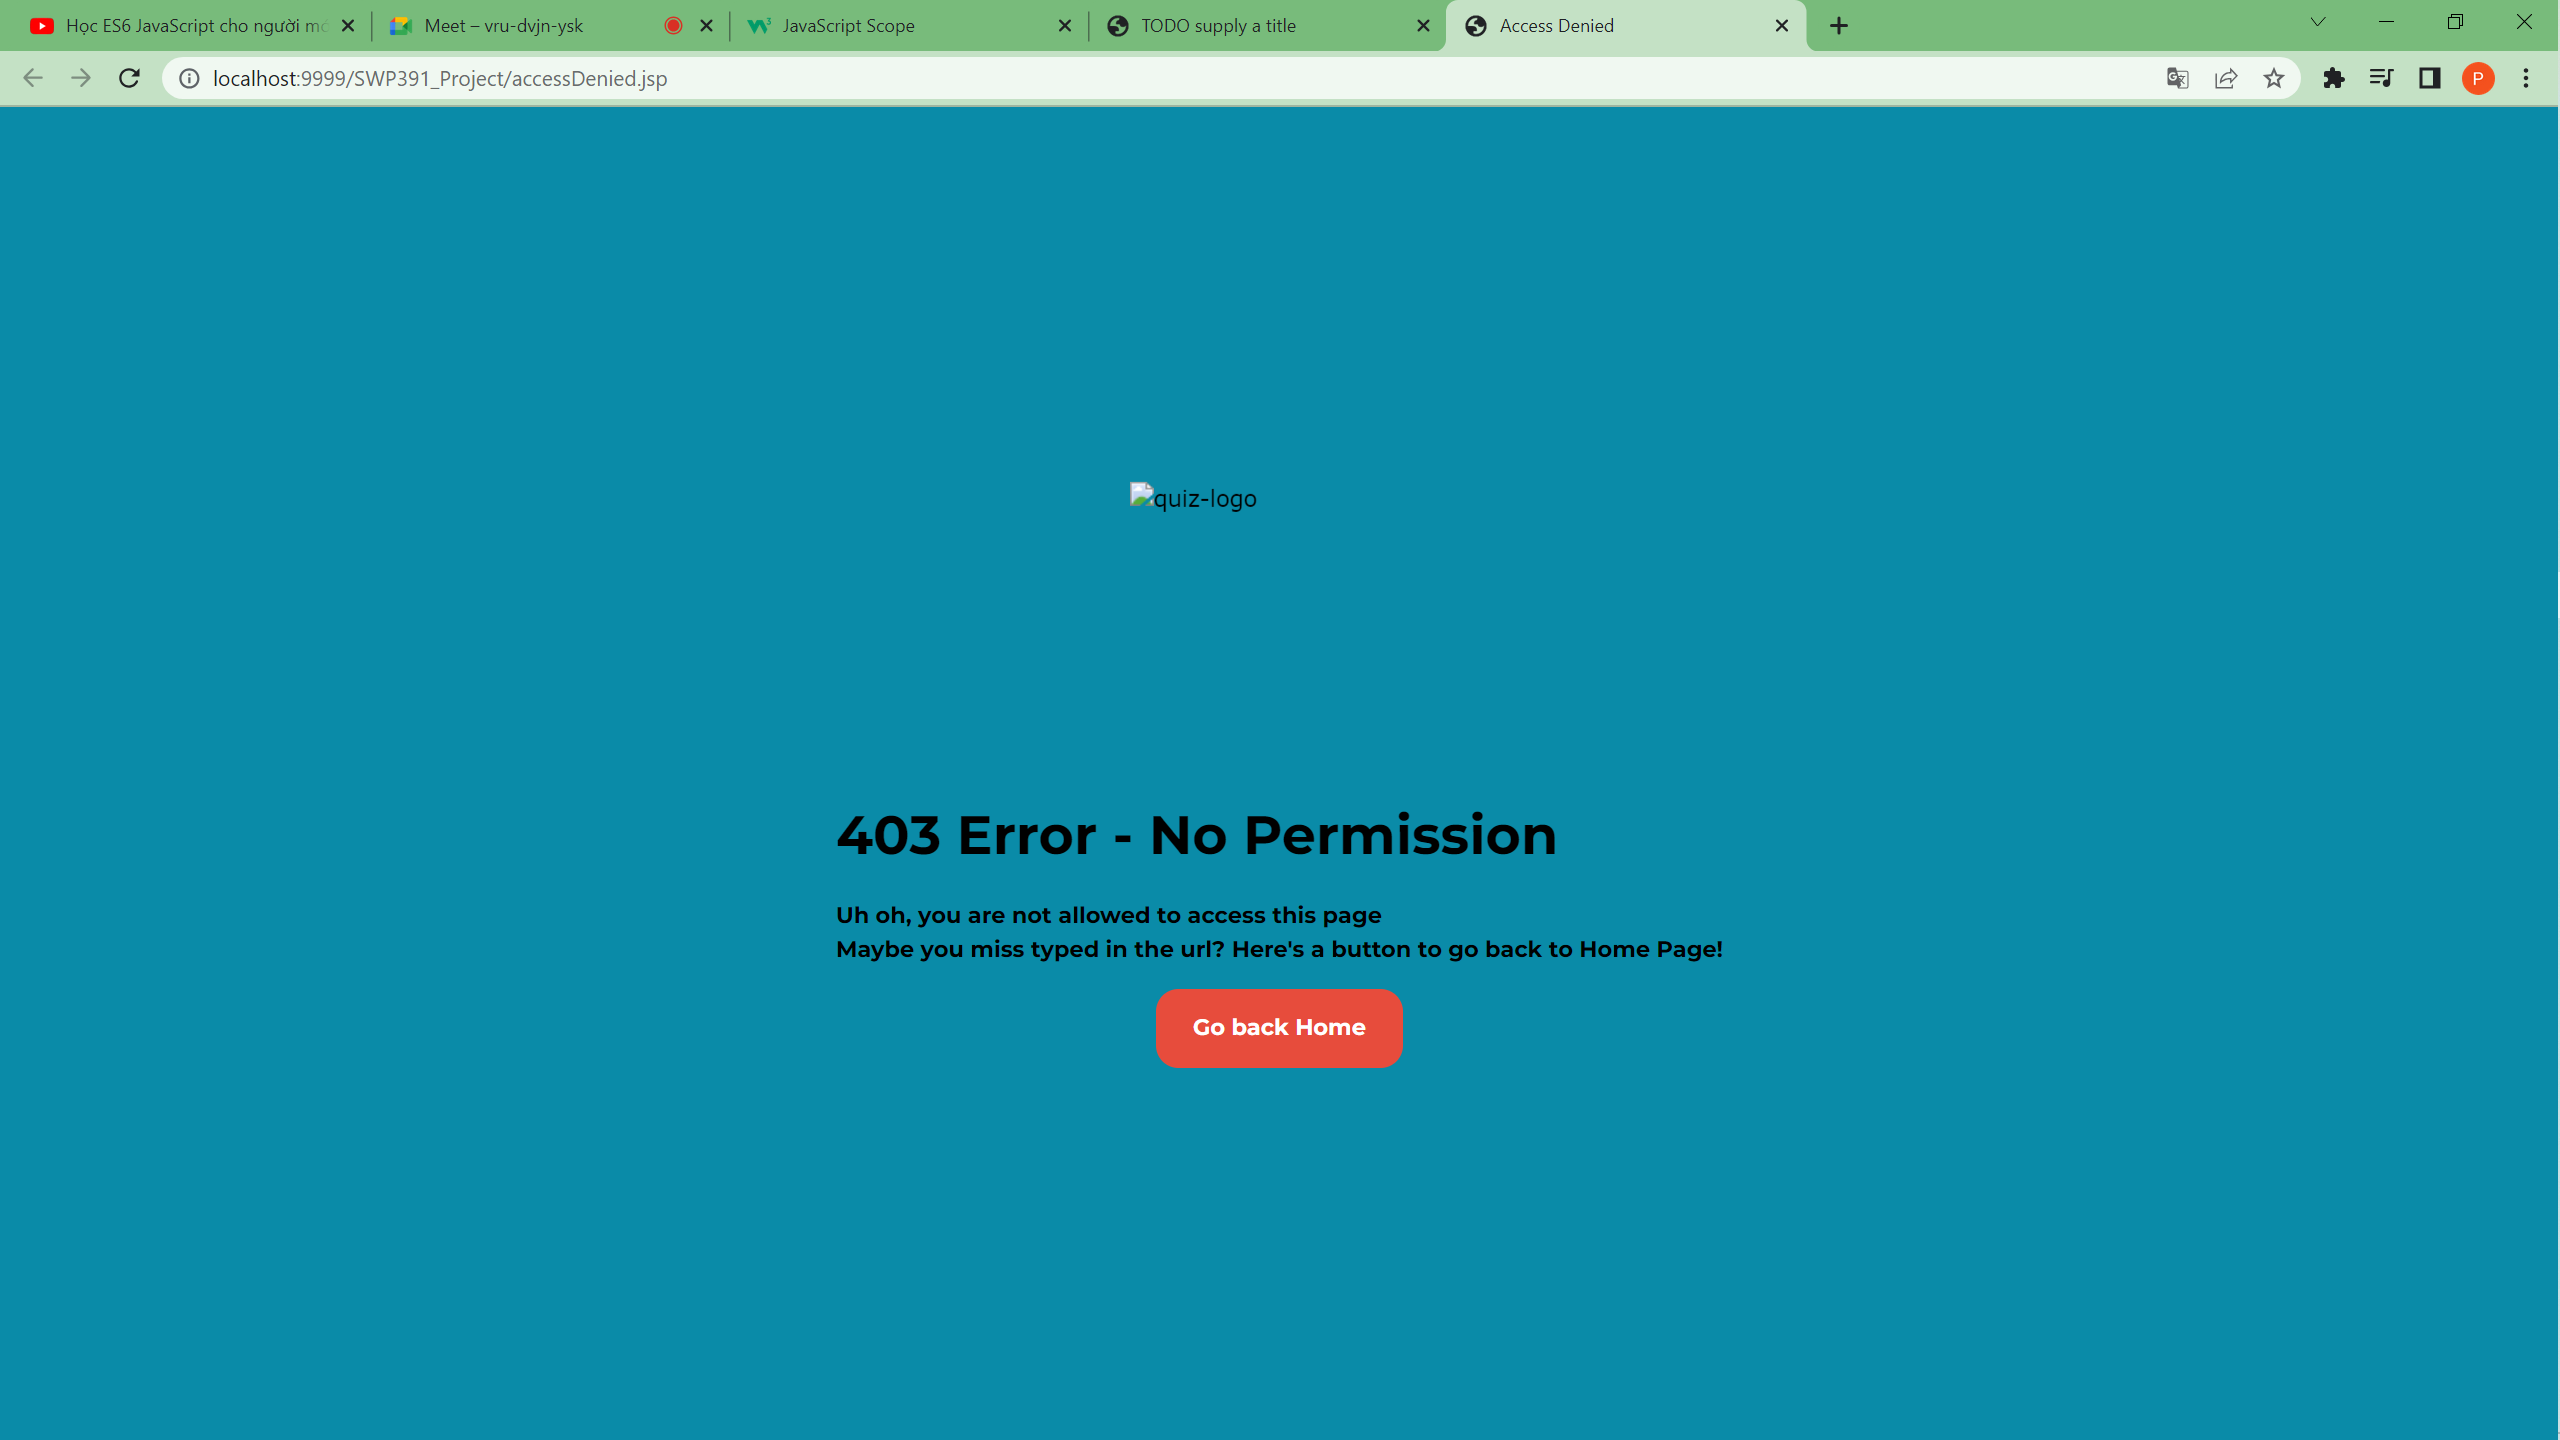 Học ES6 JavaScript cho người mớ
Meet – vru-dvjn-ysk
JavaScript Scope
TODO supply a title
Access Denied
localhost:9999/SWP391_Project/accessDenied.jsp
P
quiz-logo
403 Error - No Permission
Uh oh, you are not allowed to access this page
Maybe you miss typed in the url? Here's a button to go back to Home Page!
Go back Home